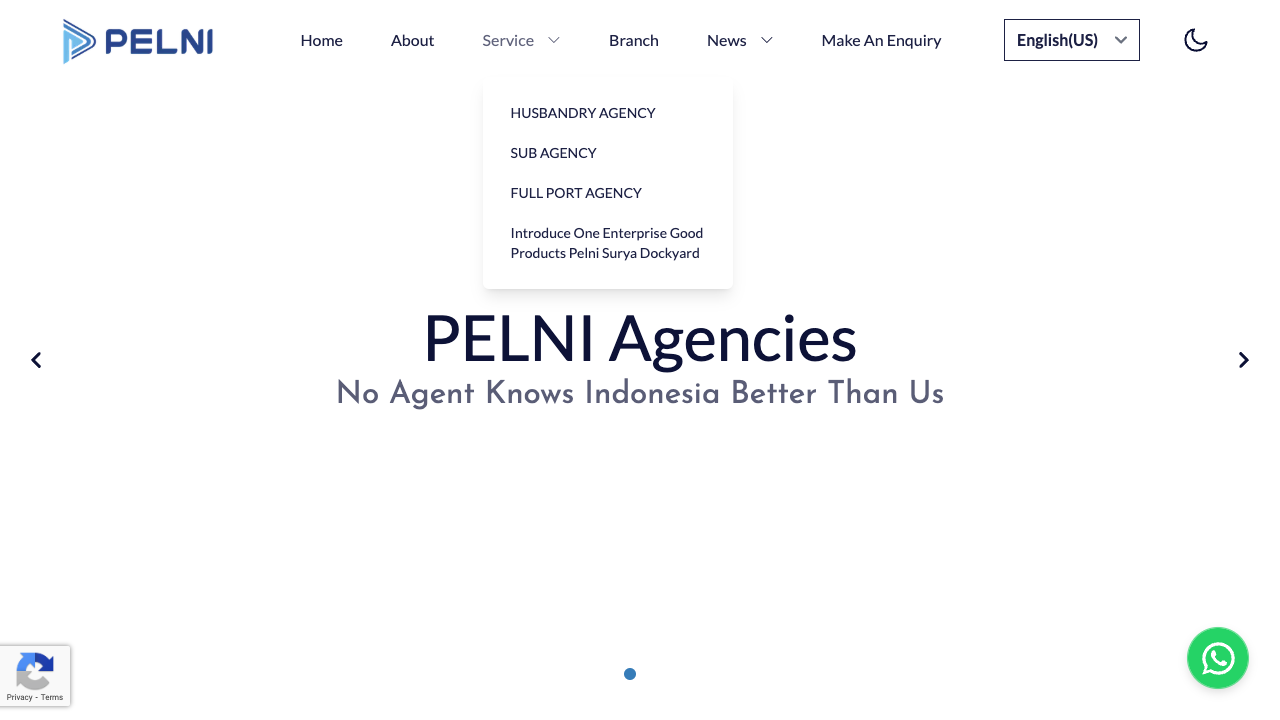 PELNI
Home
About
Service
Branch
News
Make An Enquiry
English(US)
HUSBANDRY AGENCY
SUB AGENCY
FULL PORT AGENCY
Introduce One Enterprise Good
Products Pelni Surya Dockyard
PELNI Agencies
No Agent Knows Indonesia Better Than Us
Privacy - Terms